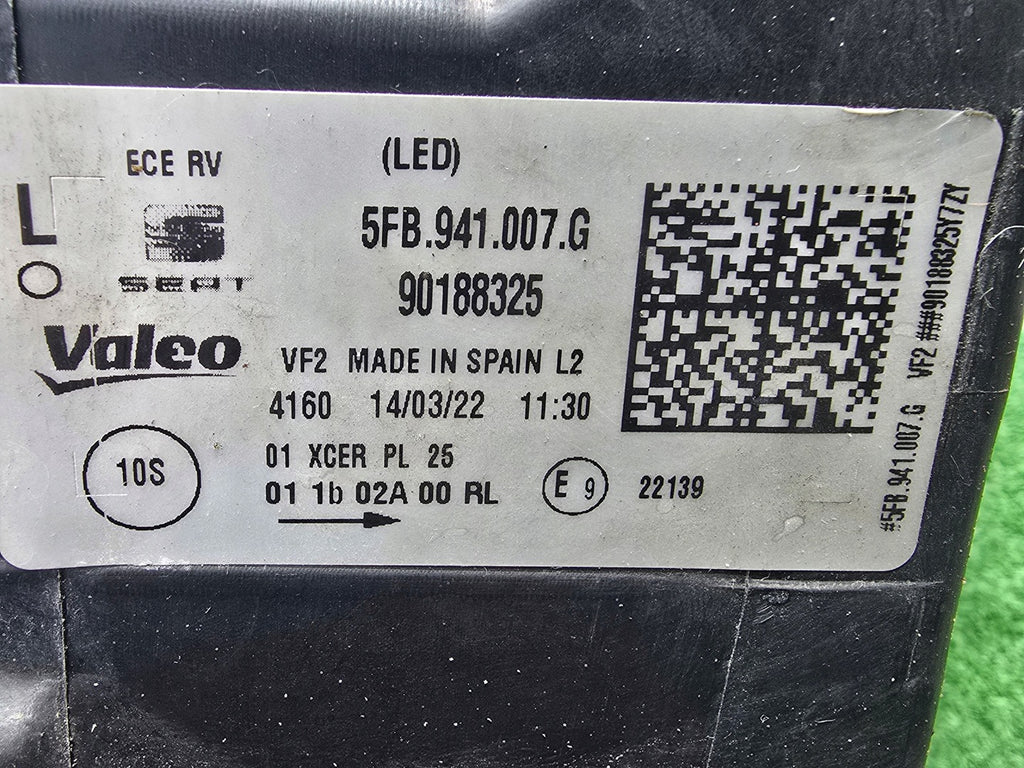 ECE RV
(LED)
L
SEAT
5FB.941.007.G
90188325
Valeo
VF2 MADE IN SPAIN L2
4160 14/03/22 11:30
10S
01 XCER PL 25
01 1b 02A 00 RL
E 9
22139
#5FB.941.007.G VF2 ###90188325Y7ZY